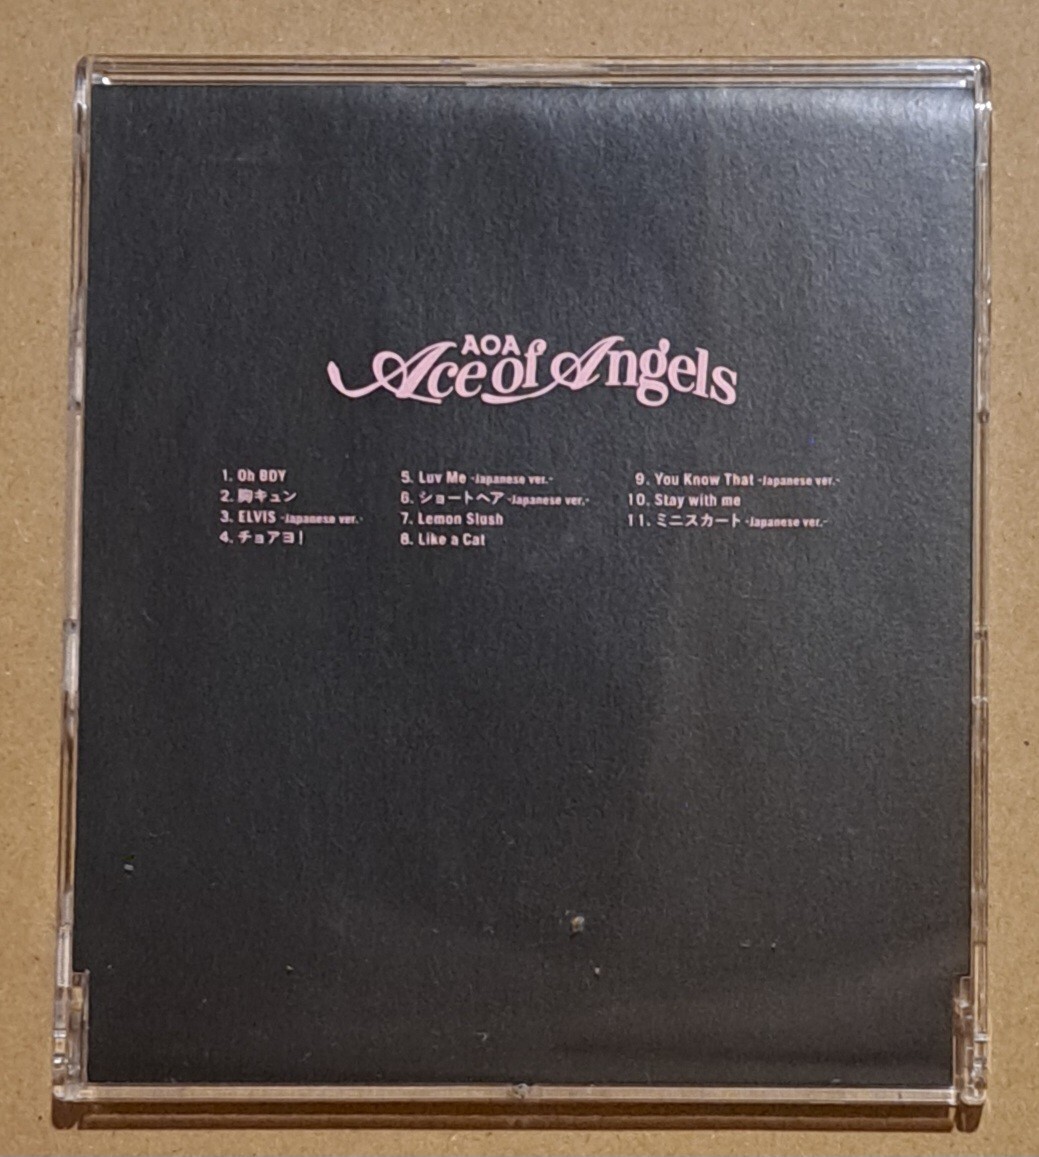 AOA
Ace of Angels
1. Oh BOY
2. 胸キュン
3. ELVIS -Japanese ver.-
4. チョアヨ!
5. Luv Me -Japanese ver.-
6. ショートヘア -Japanese ver.-
7. Lemon Slush
8. Like a Cat
9. You Know That -Japanese ver.-
10. Stay with me
11. ミニスカート -Japanese ver.-